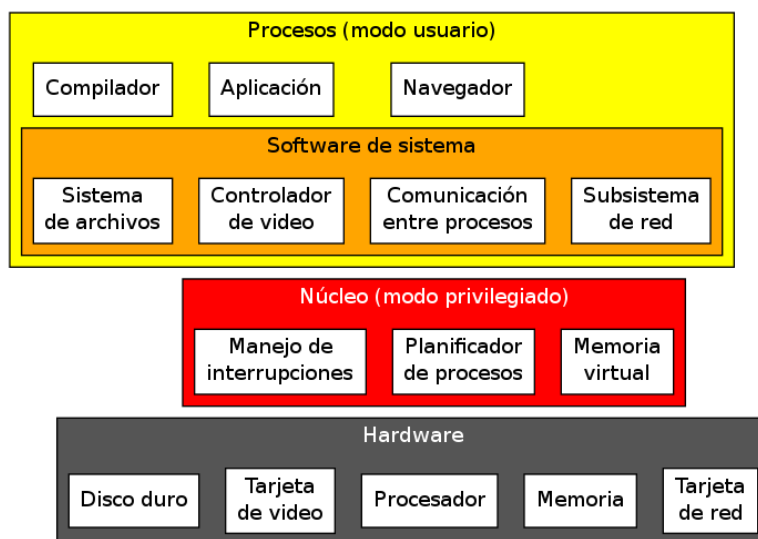 Procesos (modo usuario)
Compilador
Aplicación
Navegador
Software de sistema
Sistema
de archivos
Controlador
de video
Comunicación
entre procesos
Subsistema
de red
Núcleo (modo privilegiado)
Manejo de
interrupciones
Planificador
de procesos
Memoria
virtual
Hardware
Disco duro
Tarjeta
de video
Procesador
Memoria
Tarjeta
de red